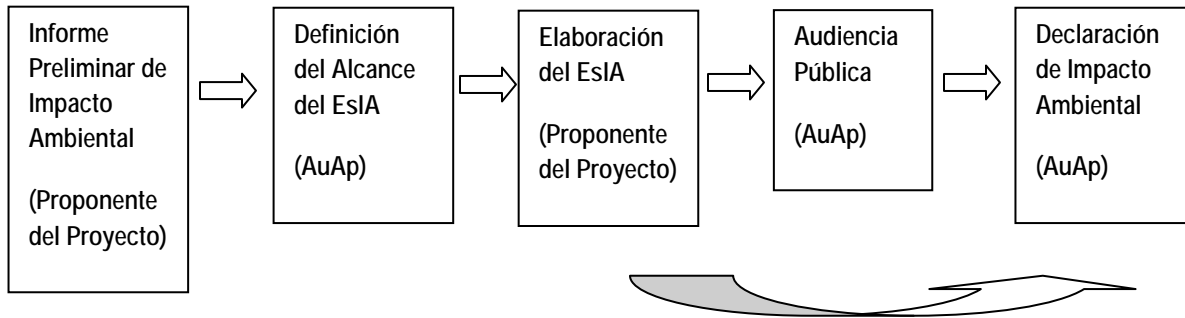 Informe
Preliminar de
Impacto
Ambiental
(Proponente
del Proyecto)
Definición
del Alcance
del EsIA
(AuAp)
Elaboración
del EsIA
(Proponente
del Proyecto)
Audiencia
Pública
(AuAp)
Declaración
de Impacto
Ambiental
(AuAp)